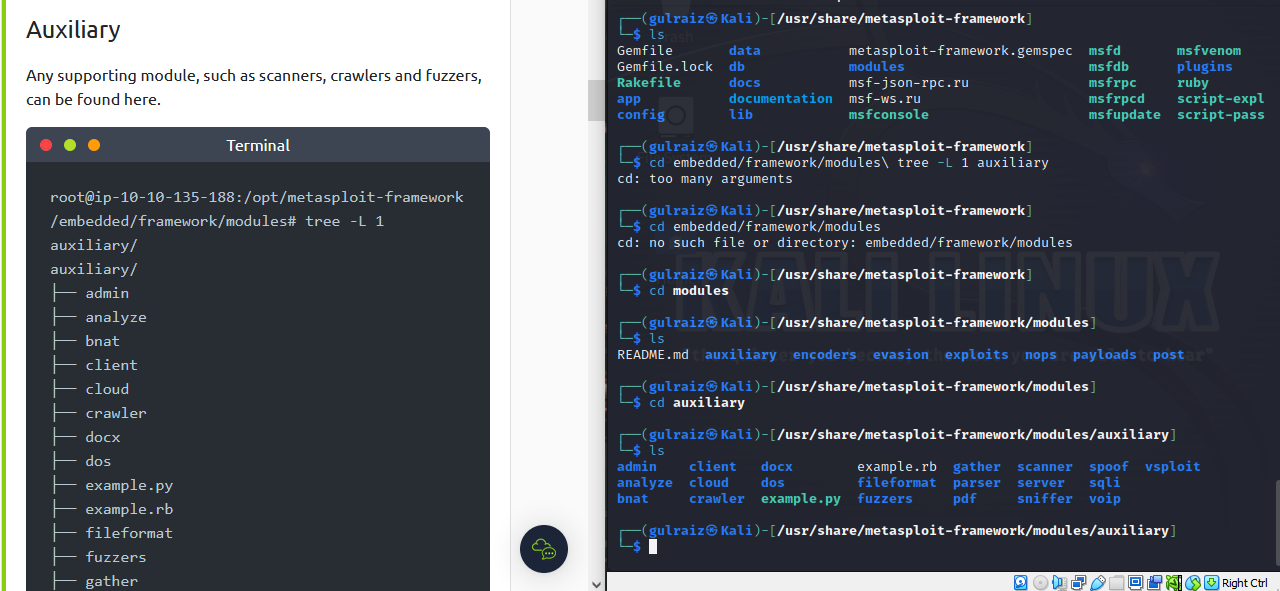 Auxiliary
Any supporting module, such as scanners, crawlers and fuzzers,
can be found here.
Terminal
root@ip-10-10-135-188:/opt/metasploit-framework
/embedded/framework/modules# tree -L 1
auxiliary/
auxiliary/
├── admin
├── analyze
├── bnat
├── client
├── cloud
├── crawler
├── docx
├── dos
├── example.py
├── example.rb
├── fileformat
├── fuzzers
├── gather
┌──(gulraiz㉿Kali)-[/usr/share/metasploit-framework]
└─$ ls
Gemfile data metasploit-framework.gemspec msfd msfvenom
Gemfile.lock db modules msfdb plugins
Rakefile docs msf-json-rpc.ru msfrpc ruby
app documentation msf-ws.ru msfrpcd script-expl
config lib msfconsole msfupdate script-pass
┌──(gulraiz㉿Kali)-[/usr/share/metasploit-framework]
└─$ cd embedded/framework/modules\ tree -L 1 auxiliary
cd: too many arguments
┌──(gulraiz㉿Kali)-[/usr/share/metasploit-framework]
└─$ cd embedded/framework/modules
cd: no such file or directory: embedded/framework/modules
┌──(gulraiz㉿Kali)-[/usr/share/metasploit-framework]
└─$ cd modules
┌──(gulraiz㉿Kali)-[/usr/share/metasploit-framework/modules]
└─$ ls
README.md auxiliary encoders evasion exploits nops payloads post
┌──(gulraiz㉿Kali)-[/usr/share/metasploit-framework/modules]
└─$ cd auxiliary
┌──(gulraiz㉿Kali)-[/usr/share/metasploit-framework/modules/auxiliary]
└─$ ls
admin client docx example.rb gather scanner spoof vsploit
analyze cloud dos fileformat parser server sqli
bnat crawler example.py fuzzers pdf sniffer voip
┌──(gulraiz㉿Kali)-[/usr/share/metasploit-framework/modules/auxiliary]
└─$
KALI LINUX
Right Ctrl